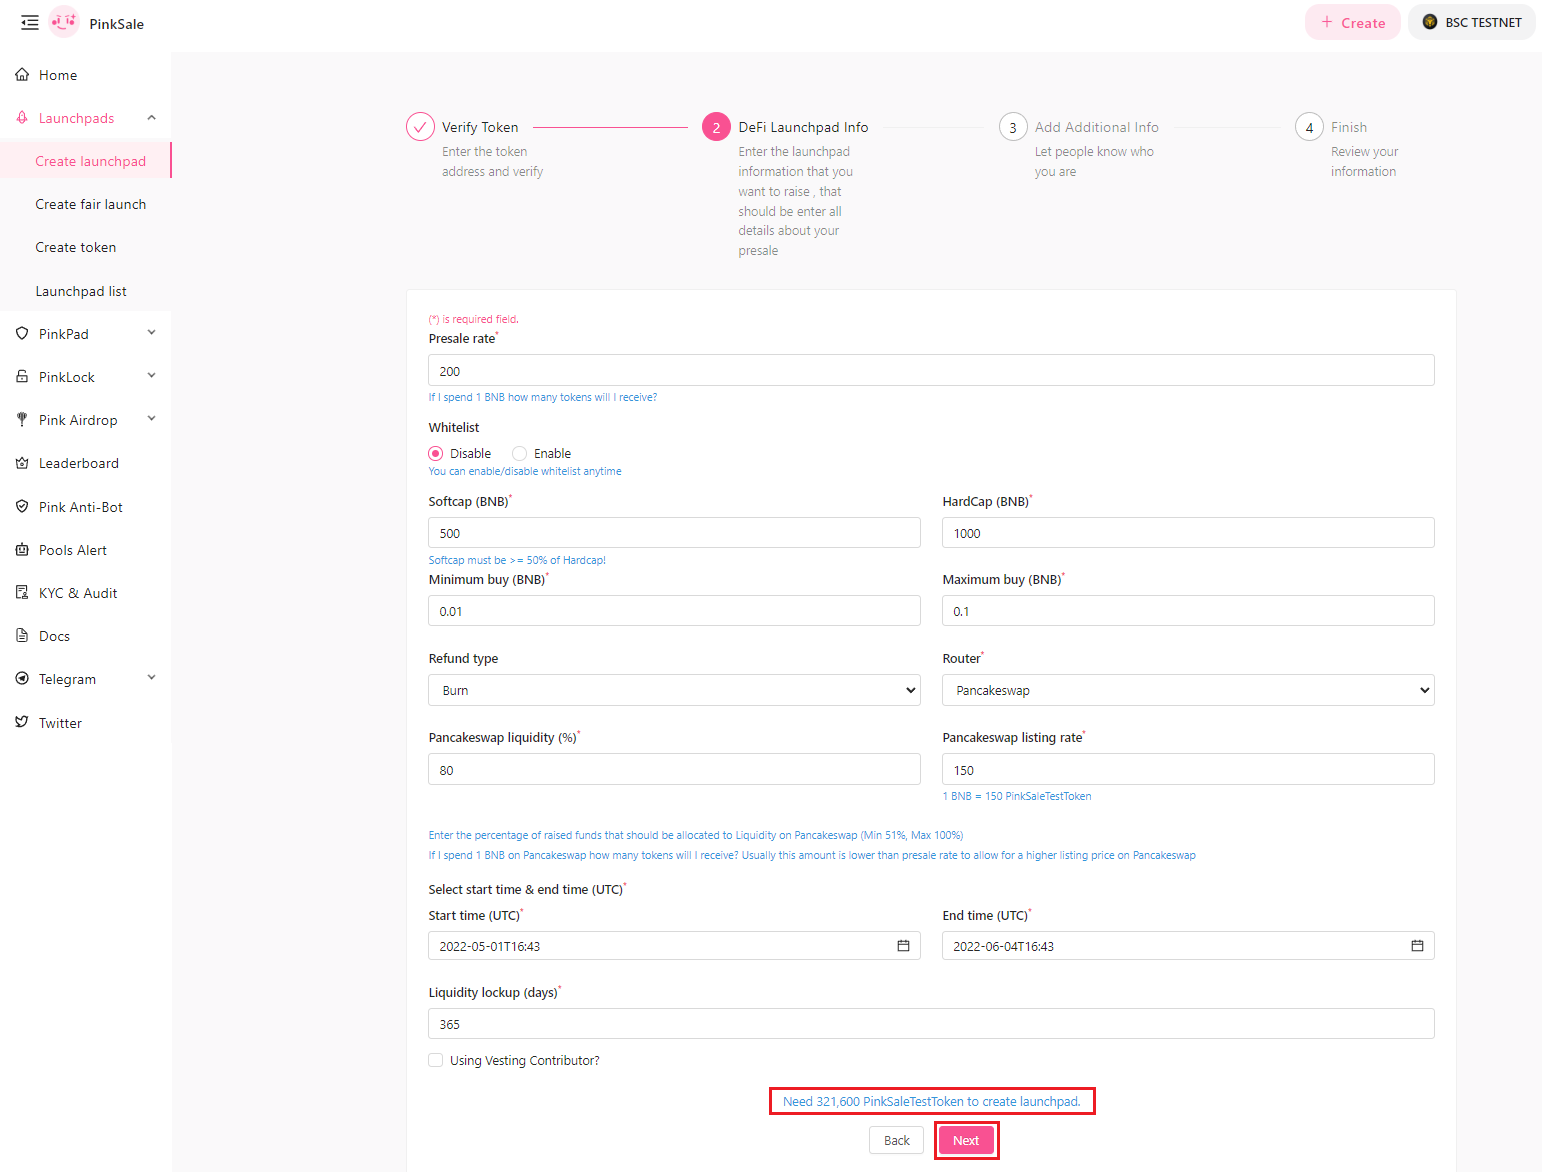 PinkSale
+ Create
BSC TESTNET
Home
Launchpads
Create launchpad
Create fair launch
Create token
Launchpad list
PinkPad
PinkLock
Pink Airdrop
Leaderboard
Pink Anti-Bot
Pools Alert
KYC & Audit
Docs
Telegram
Twitter
Verify Token
Enter the token
address and verify
2
DeFi Launchpad Info
Enter the launchpad
information that you
want to raise , that
should be enter all
details about your
presale
3
Add Additional Info
Let people know who
you are
4
Finish
Review your
information
(*) is required field.
Presale rate*
200
If I spend 1 BNB how many tokens will I receive?
Whitelist
Disable
Enable
You can enable/disable whitelist anytime
Softcap (BNB)*
HardCap (BNB)*
500
1000
Softcap must be >= 50% of Hardcap!
Minimum buy (BNB)*
Maximum buy (BNB)*
0.01
0.1
Refund type
Router*
Burn
Pancakeswap
Pancakeswap liquidity (%)*
Pancakeswap listing rate*
80
150
1 BNB = 150 PinkSaleTestToken
Enter the percentage of raised funds that should be allocated to Liquidity on Pancakeswap (Min 51%, Max 100%)
If I spend 1 BNB on Pancakeswap how many tokens will I receive? Usually this amount is lower than presale rate to allow for a higher listing price on Pancakeswap
Select start time & end time (UTC)*
Start time (UTC)*
End time (UTC)*
2022-05-01T16:43
2022-06-04T16:43
Liquidity lockup (days)*
365
Using Vesting Contributor?
Need 321,600 PinkSaleTestToken to create launchpad.
Back
Next